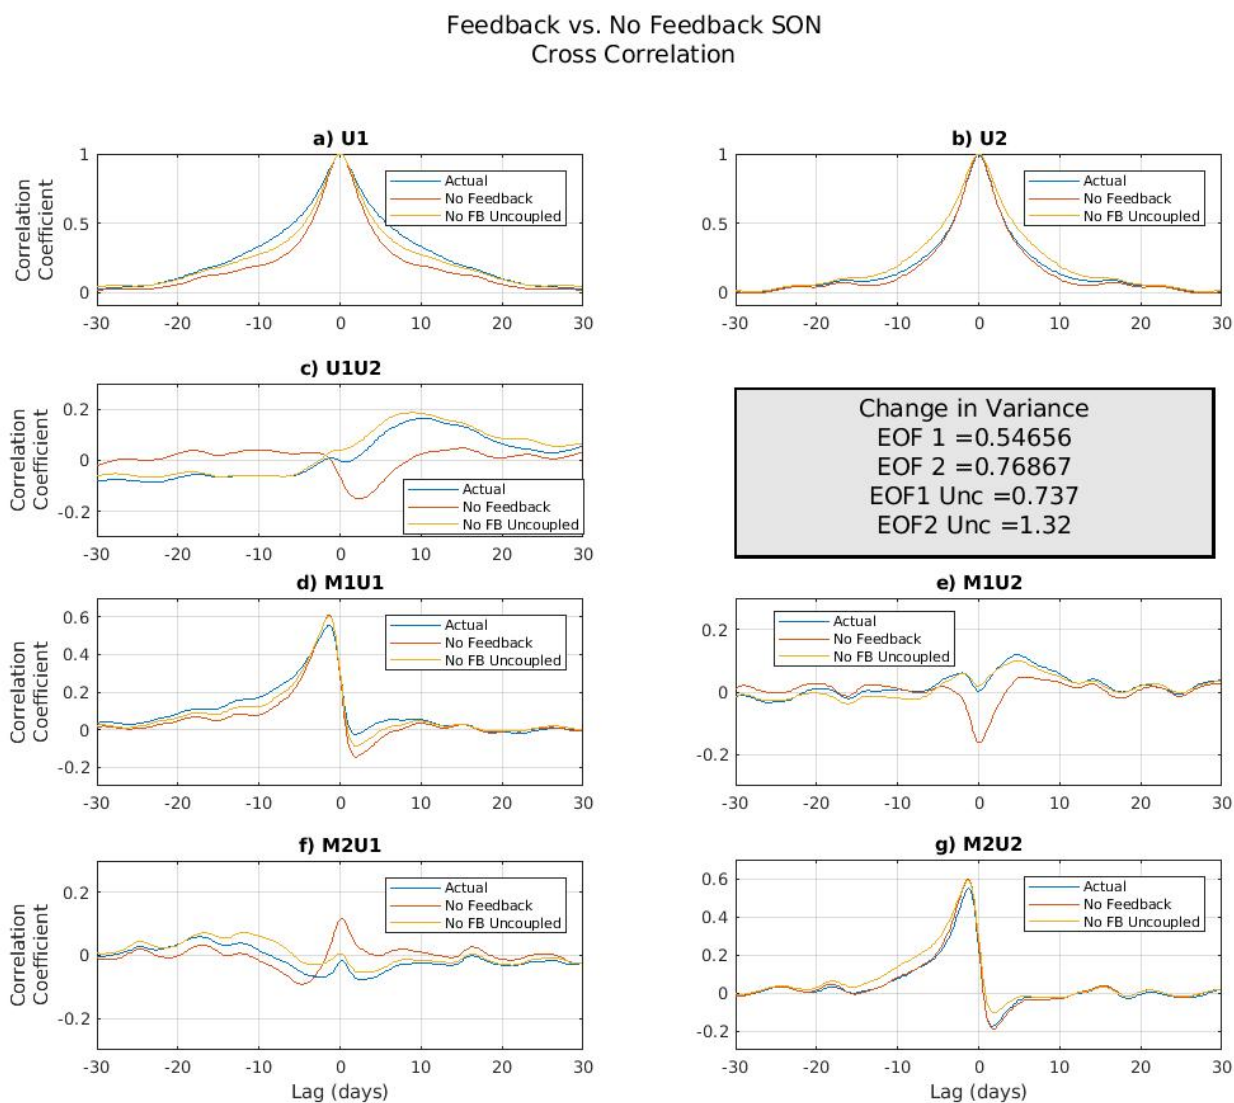 Feedback vs. No Feedback SON
Cross Correlation
a) U1
Correlation
Coefficient
1
0.5
0
Actual
No Feedback
No FB Uncoupled
-30 -20 -10 0 10 20 30
b) U2
1
0.5
0
Actual
No Feedback
No FB Uncoupled
-30 -20 -10 0 10 20 30
c) U1U2
Correlation
Coefficient
0.2
0
-0.2
Actual
No Feedback
No FB Uncoupled
-30 -20 -10 0 10 20 30
Change in Variance
EOF 1 =0.54656
EOF 2 =0.76867
EOF1 Unc =0.737
EOF2 Unc =1.32
d) M1U1
Correlation
Coefficient
0.6
0.4
0.2
0
-0.2
Actual
No Feedback
No FB Uncoupled
-30 -20 -10 0 10 20 30
e) M1U2
0.2
0
-0.2
Actual
No Feedback
No FB Uncoupled
-30 -20 -10 0 10 20 30
f) M2U1
Correlation
Coefficient
0.2
0
-0.2
Actual
No Feedback
No FB Uncoupled
-30 -20 -10 0 10 20 30
Lag (days)
g) M2U2
0.6
0.4
0.2
0
-0.2
Actual
No Feedback
No FB Uncoupled
-30 -20 -10 0 10 20 30
Lag (days)